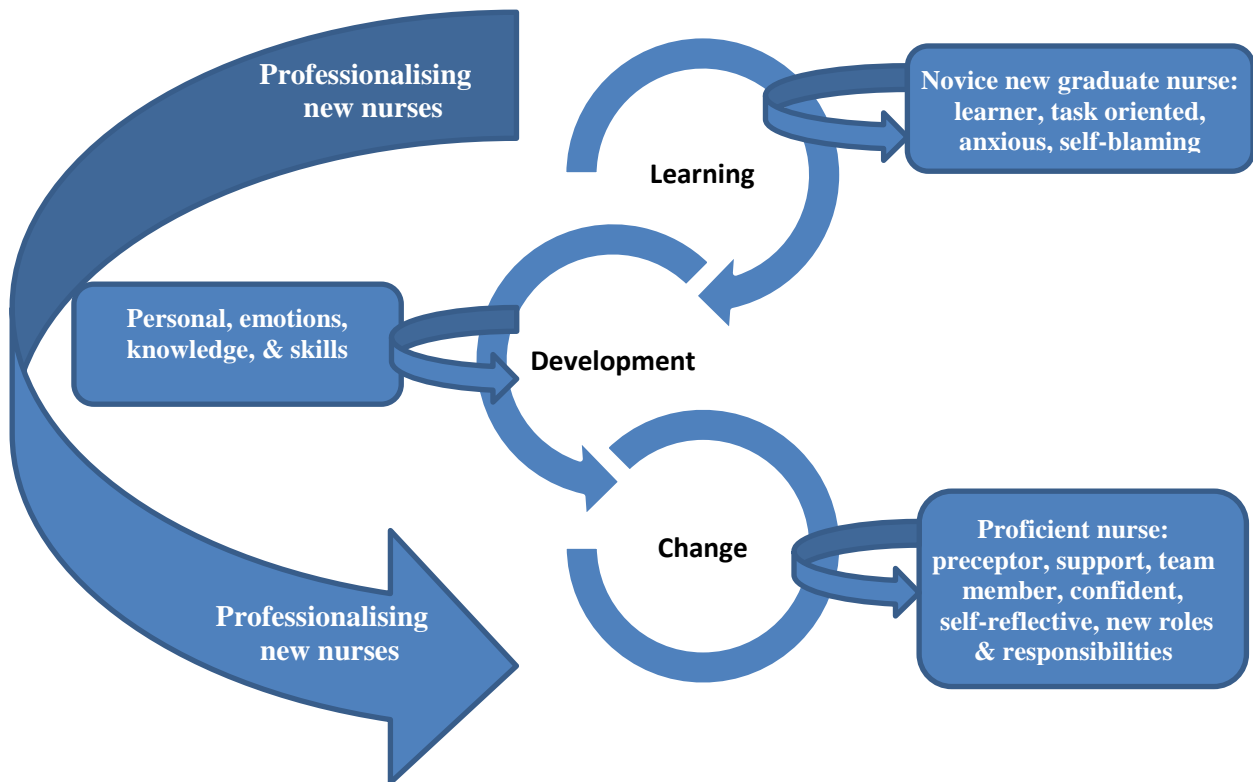 Professionalising
new nurses
Novice new graduate nurse:
learner, task oriented,
anxious, self-blaming
Learning
Personal, emotions,
knowledge, & skills
Development
Change
Proficient nurse:
preceptor, support, team
member, confident,
self-reflective, new roles
& responsibilities
Professionalising
new nurses